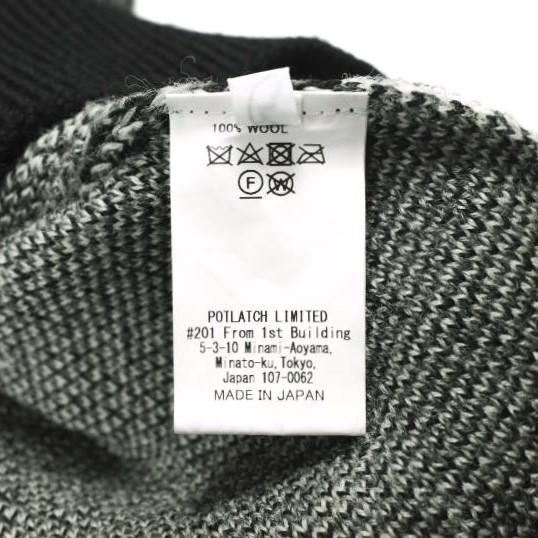 100% WOOL
F W
POTLATCH LIMITED
#201 From 1st Building
5-3-10 Minami-Aoyama,
Minato-ku,Tokyo,
Japan 107-0062
MADE IN JAPAN